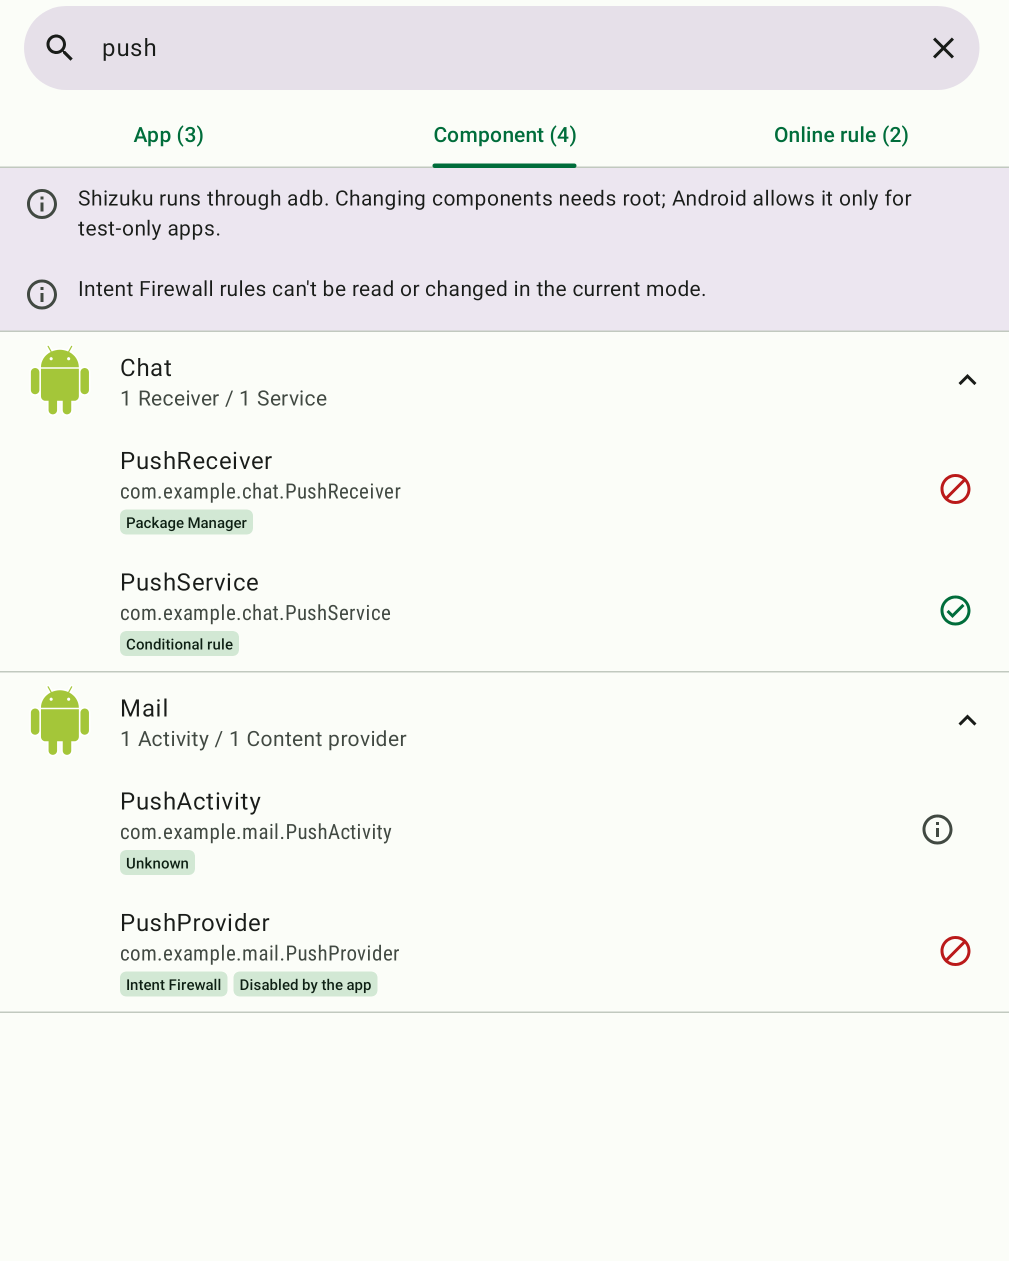 push
App (3)
Component (4)
Online rule (2)
Shizuku runs through adb. Changing components needs root; Android allows it only for
test-only apps.
Intent Firewall rules can't be read or changed in the current mode.
Chat
1 Receiver / 1 Service
PushReceiver
com.example.chat.PushReceiver
Package Manager
PushService
com.example.chat.PushService
Conditional rule
Mail
1 Activity / 1 Content provider
PushActivity
com.example.mail.PushActivity
Unknown
PushProvider
com.example.mail.PushProvider
Intent Firewall Disabled by the app